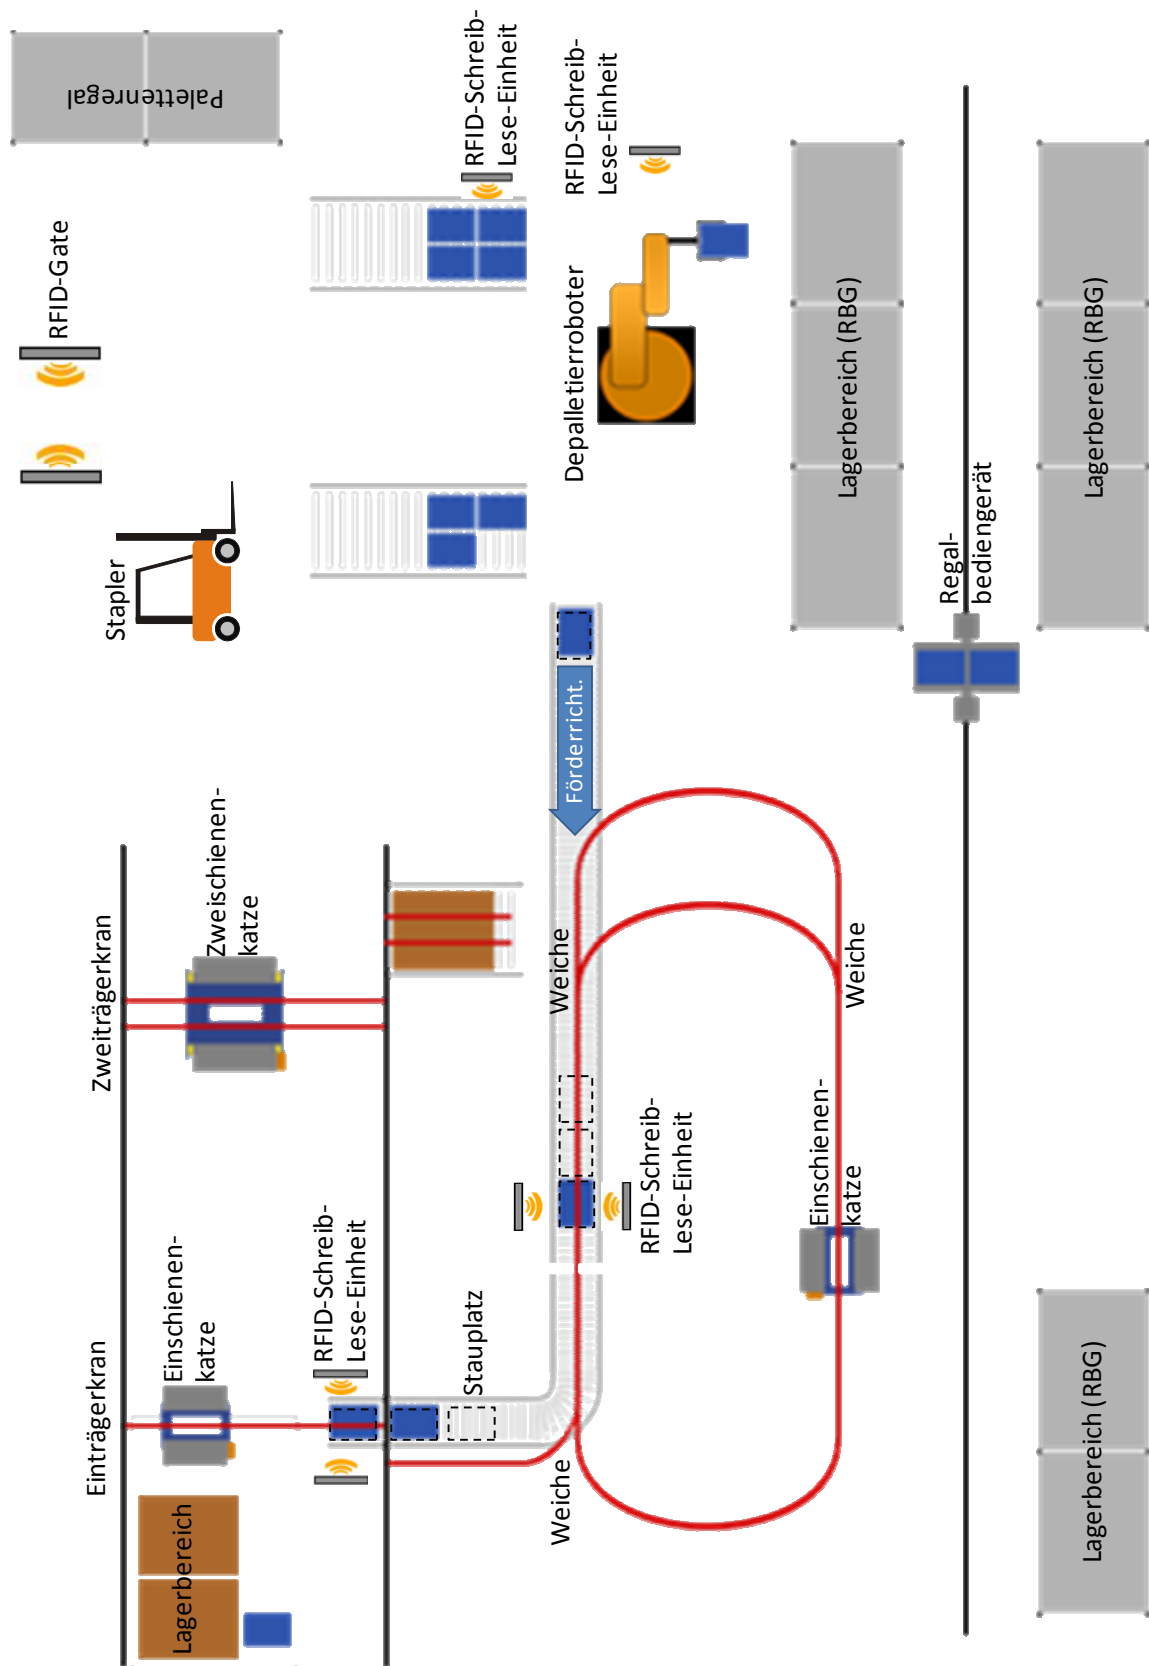 Palettenregal
RFID-Gate
Stapler
RFID-Schreib-
Lese-Einheit
RFID-Schreib-
Lese-Einheit
Depalletierroboter
Lagerbereich (RBG)
Lagerbereich (RBG)
Regal-
bediengerät
Förderricht.
Zweiträgerkran
Zweischienen-
katze
Weiche
Weiche
Einträgerkran
Einschienen-
katze
RFID-Schreib-
Lese-Einheit
Stauplatz
RFID-Schreib-
Lese-Einheit
Einschienen-
katze
Weiche
Lagerbereich
Lagerbereich (RBG)